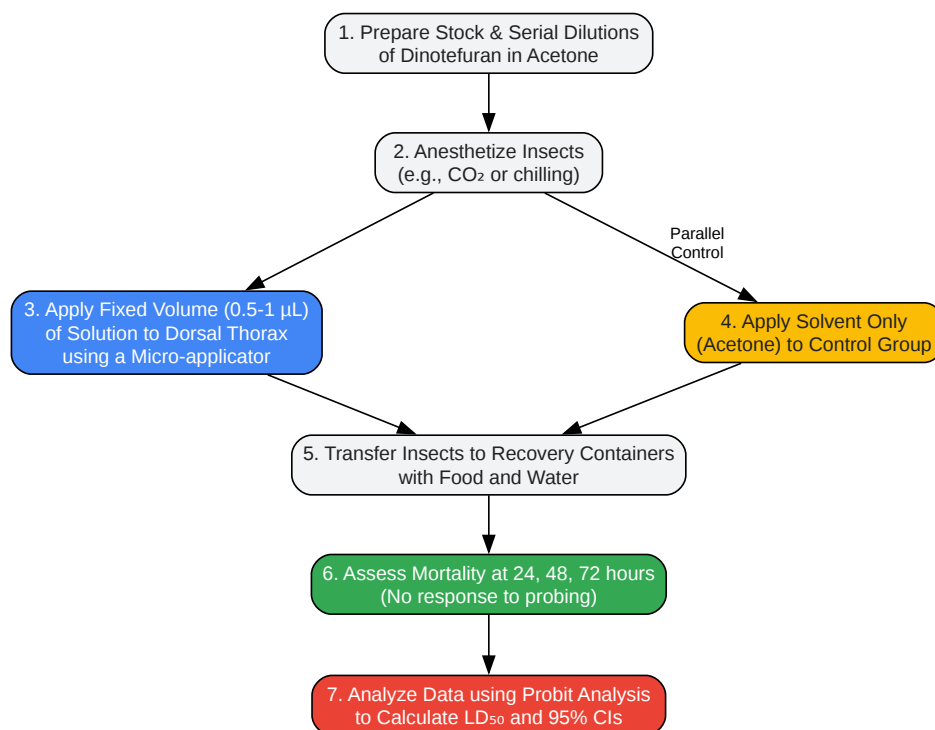 1. Prepare Stock & Serial Dilutions
of Dinotefuran in Acetone
2. Anesthetize Insects
(e.g., CO₂ or chilling)
Parallel
Control
3. Apply Fixed Volume (0.5-1 µL)
of Solution to Dorsal Thorax
using a Micro-applicator
4. Apply Solvent Only
(Acetone) to Control Group
5. Transfer Insects to Recovery Containers
with Food and Water
6. Assess Mortality at 24, 48, 72 hours
(No response to probing)
7. Analyze Data using Probit Analysis
to Calculate LD₅₀ and 95% CIs